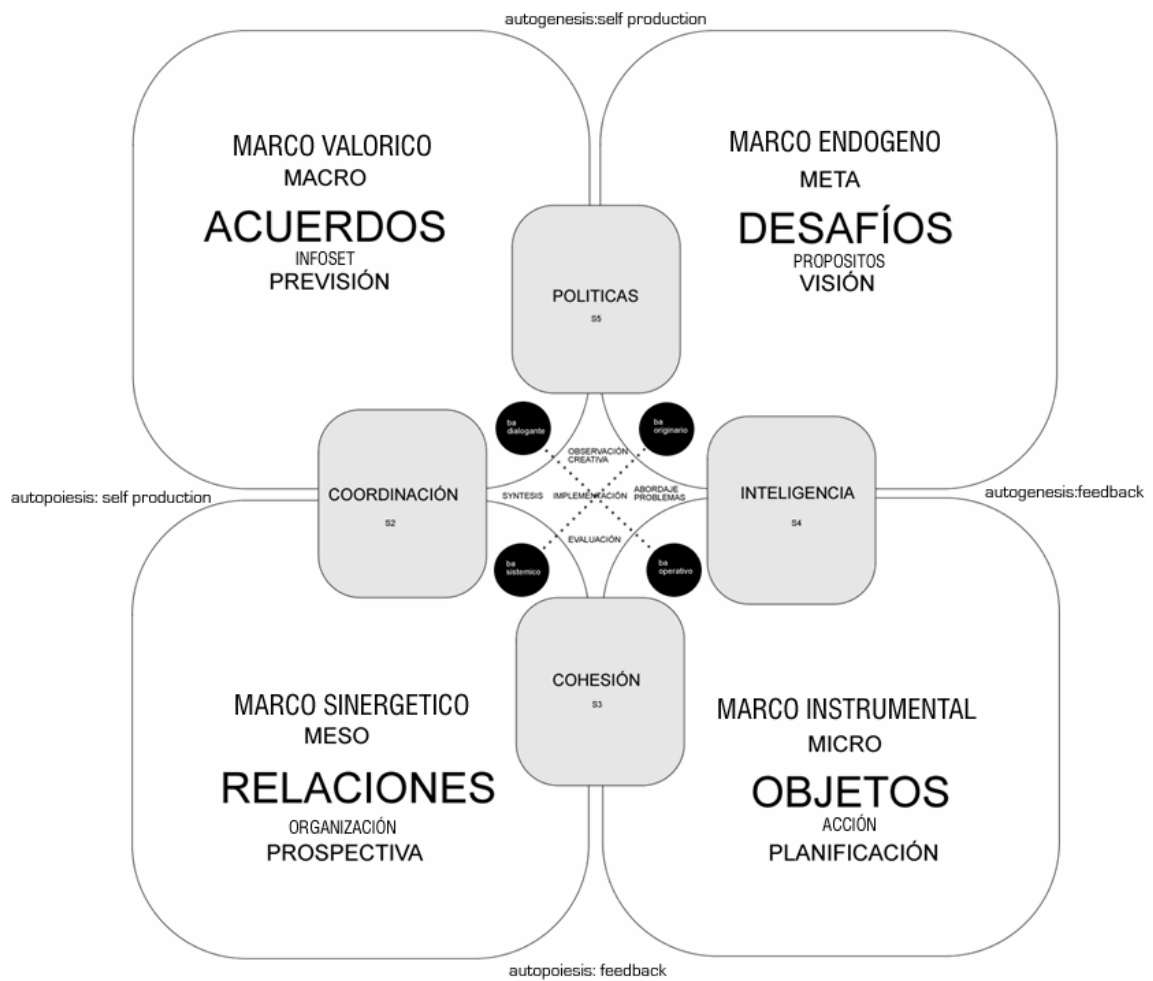 autogenesis:self production
MARCO VALORICO
MACRO
ACUERDOS
INFOSET
PREVISIÓN
MARCO ENDOGENO
META
DESAFÍOS
PROPOSITOS
VISIÓN
POLITICAS
S5
ba
dialogante
ba
originario
OBSERVACIÓN
CREATIVA
autopoiesis: self production
COORDINACIÓN
S2
SYNTESIS
IMPLEMENTACIÓN
ABORDAJE
PROBLEMAS
INTELIGENCIA
S4
autogenesis:feedback
EVALUACIÓN
ba
sistemico
ba
operativo
COHESIÓN
S3
MARCO SINERGETICO
MESO
RELACIONES
ORGANIZACIÓN
PROSPECTIVA
MARCO INSTRUMENTAL
MICRO
OBJETOS
ACCIÓN
PLANIFICACIÓN
autopoiesis: feedback